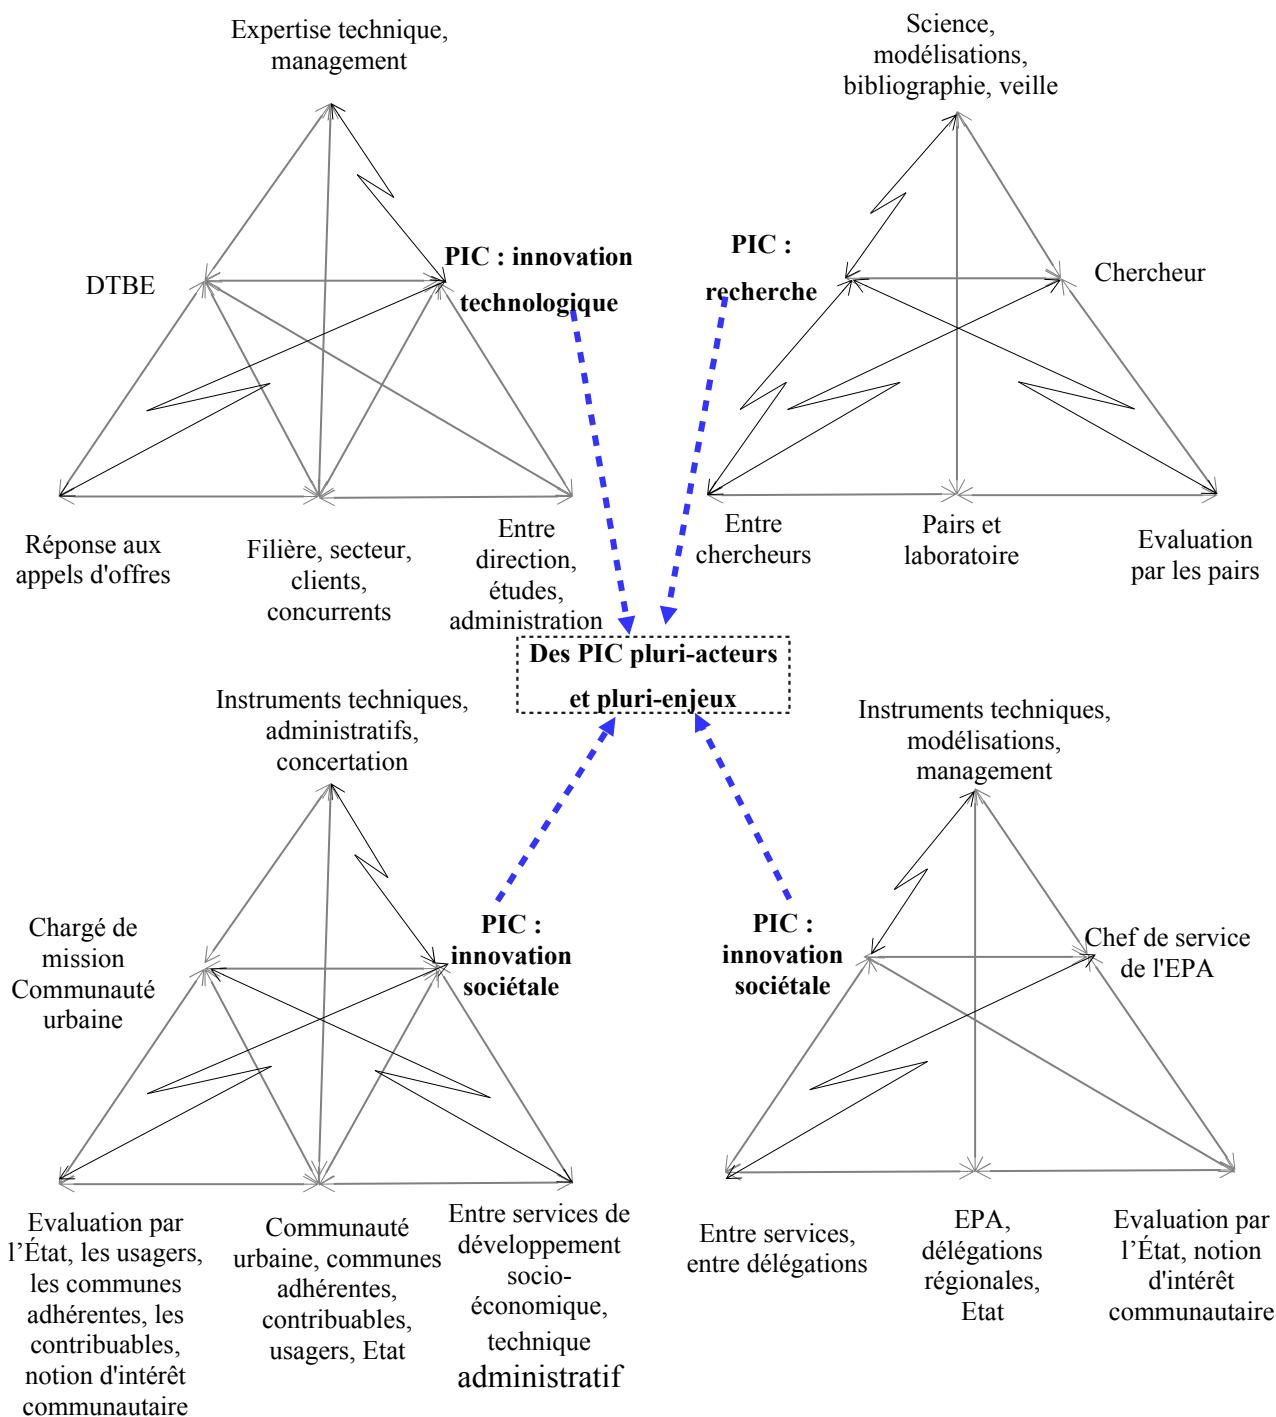 Expertise technique,
management
DTBE
PIC : innovation
technologique
Réponse aux
appels d'offres
Filière, secteur,
clients,
concurrents
Entre
direction,
études,
administration
Science,
modélisations,
bibliographie, veille
PIC :
recherche
Chercheur
Entre
chercheurs
Pairs et
laboratoire
Evaluation
par les pairs
Des PIC pluri-acteurs
et pluri-enjeux
Instruments techniques,
administratifs,
concertation
Chargé de
mission
Communauté
urbaine
PIC :
innovation
sociétale
Evaluation par
l’État, les usagers,
les communes
adhérentes, les
contribuables,
notion d'intérêt
communautaire
Communauté
urbaine, communes
adhérentes,
contribuables,
usagers, Etat
Entre services de
développement
socio-
économique,
technique
administratif
Instruments techniques,
modélisations,
management
PIC :
innovation
sociétale
Chef de service
de l'EPA
Entre services,
entre délégations
EPA,
délégations
régionales,
Etat
Evaluation par
l’État, notion
d'intérêt
communautaire